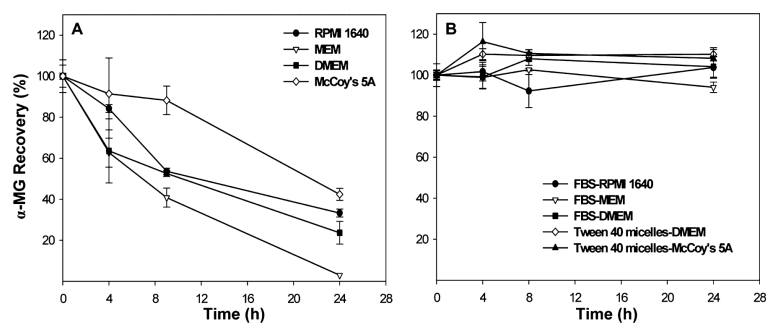 A
120
100
80
60
40
20
0 4 8 12 16 20 24 28
Time (h)
α-MG Recovery (%)
RPMI 1640
MEM
DMEM
McCoy's 5A
B
120
100
80
60
40
20
0 4 8 12 16 20 24 28
Time (h)
FBS-RPMI 1640
FBS-MEM
FBS-DMEM
Tween 40 micelles-DMEM
Tween 40 micelles-McCoy's 5A